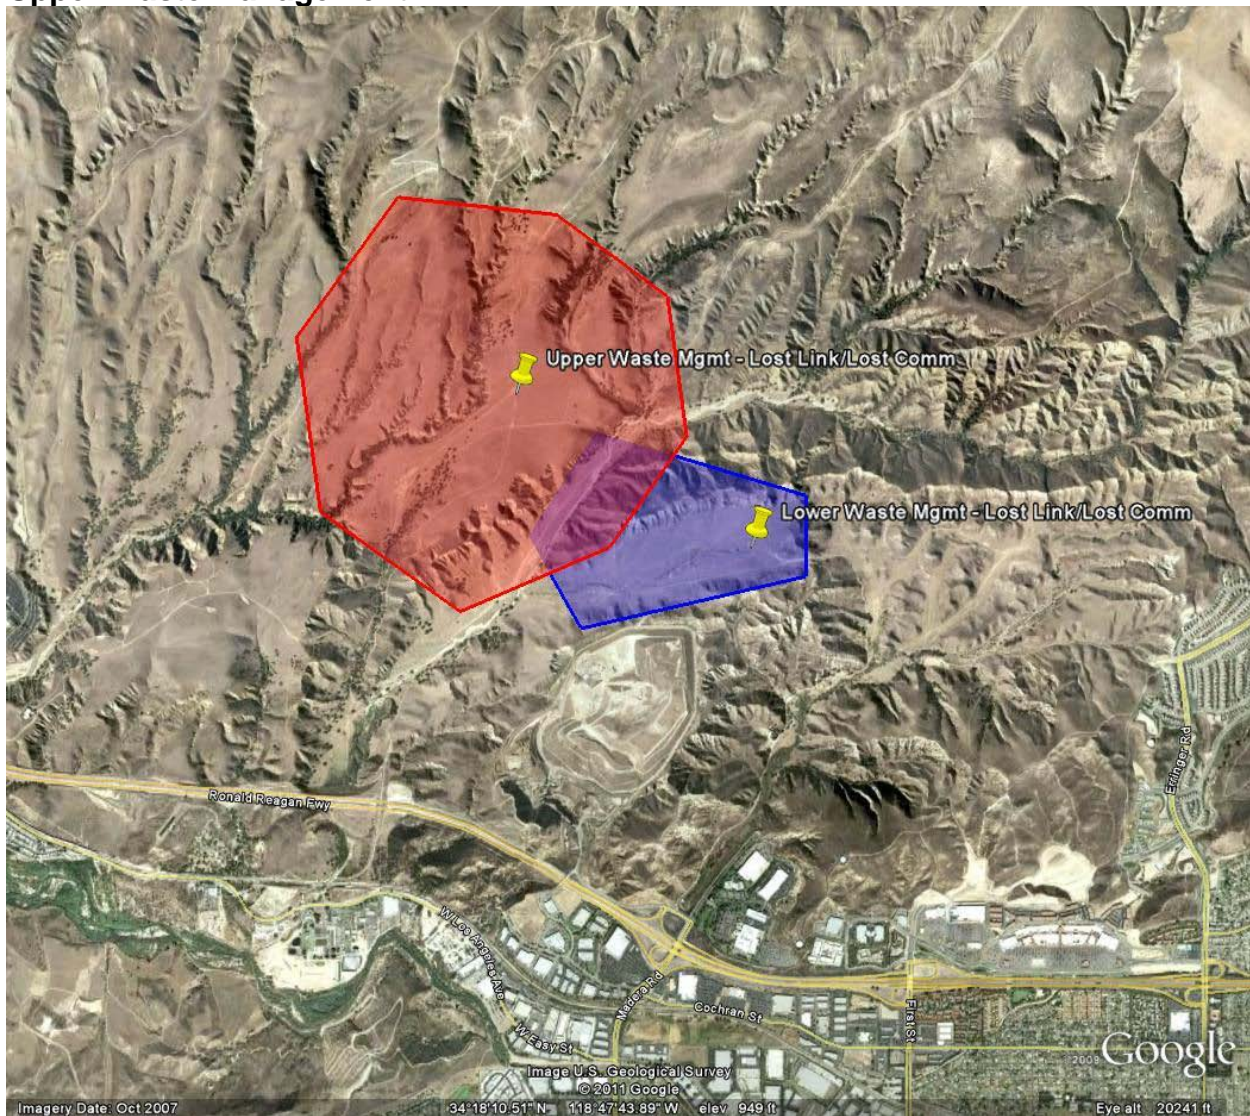 Upper Waste Mgmt - Lost Link/Lost Comm
Lower Waste Mgmt - Lost Link/Lost Comm
Erringer Rd
Ronald Reagan Fwy
W Los Angeles Ave
Madera Rd
Cochran St
First St
W Easy St
Image U.S. Geological Survey
© 2011 Google
2009
Google
Imagery Date: Oct 2007
34°18'10.51" N 118°47'43.89" W elev 949 ft
Eye alt 20241 ft